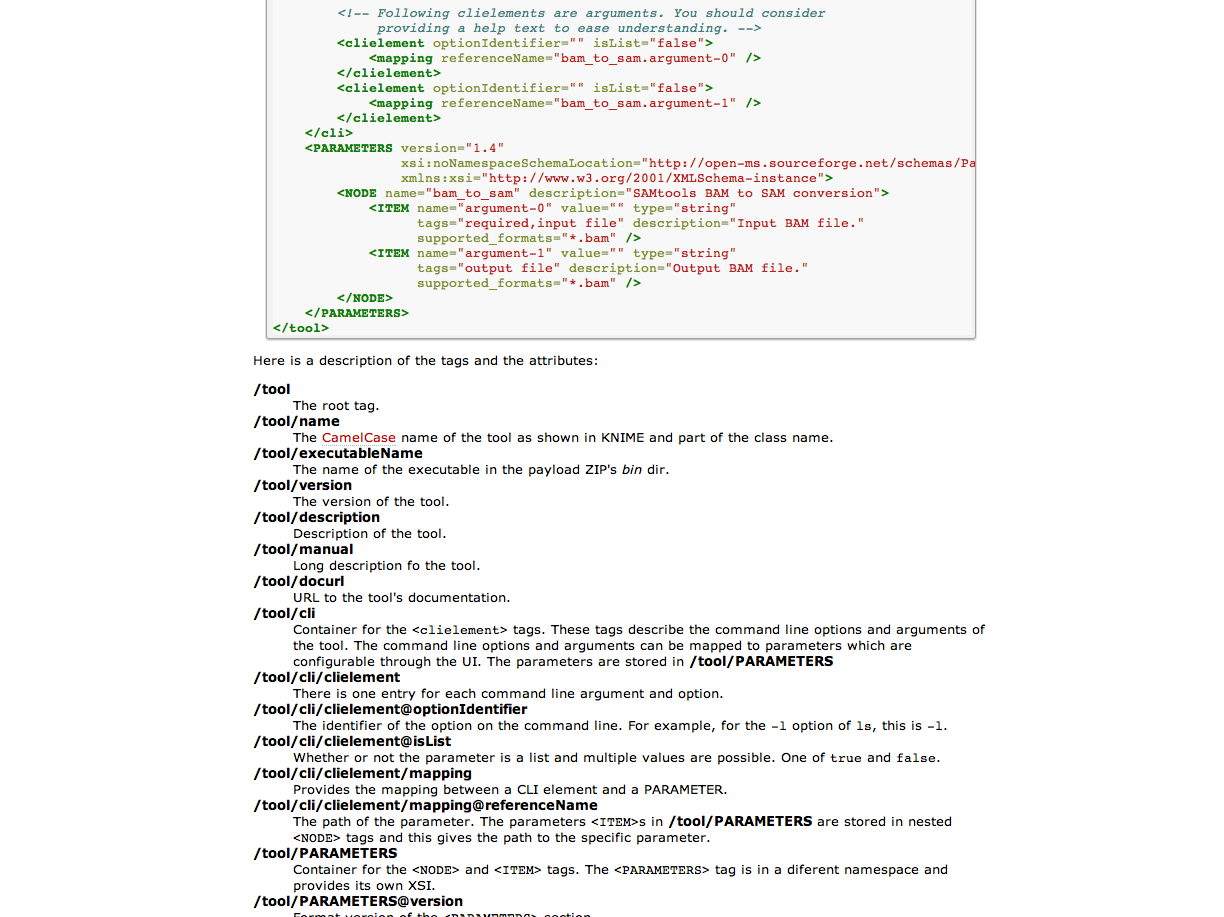 <!-- Following clielements are arguments. You should consider
providing a help text to ease understanding. -->
<clielement optionIdentifier="" isList="false">
<mapping referenceName="bam_to_sam.argument-0" />
</clielement>
<clielement optionIdentifier="" isList="false">
<mapping referenceName="bam_to_sam.argument-1" />
</clielement>
</cli>
<PARAMETERS version="1.4"
xsi:noNamespaceSchemaLocation="http://open-ms.sourceforge.net/schemas/Pa
xmlns:xsi="http://www.w3.org/2001/XMLSchema-instance">
<NODE name="bam_to_sam" description="SAMtools BAM to SAM conversion">
<ITEM name="argument-0" value="" type="string"
tags="required,input file" description="Input BAM file."
supported_formats="*.bam" />
<ITEM name="argument-1" value="" type="string"
tags="output file" description="Output BAM file."
supported_formats="*.bam" />
</NODE>
</PARAMETERS>
</tool>
Here is a description of the tags and the attributes:
/tool
The root tag.
/tool/name
The CamelCase name of the tool as shown in KNIME and part of the class name.
/tool/executableName
The name of the executable in the payload ZIP's bin dir.
/tool/version
The version of the tool.
/tool/description
Description of the tool.
/tool/manual
Long description fo the tool.
/tool/docurl
URL to the tool's documentation.
/tool/cli
Container for the <clielement> tags. These tags describe the command line options and arguments of
the tool. The command line options and arguments can be mapped to parameters which are
configurable through the UI. The parameters are stored in /tool/PARAMETERS
/tool/cli/clielement
There is one entry for each command line argument and option.
/tool/cli/clielement@optionIdentifier
The identifier of the option on the command line. For example, for the -l option of ls, this is -l.
/tool/cli/clielement@isList
Whether or not the parameter is a list and multiple values are possible. One of true and false.
/tool/cli/clielement/mapping
Provides the mapping between a CLI element and a PARAMETER.
/tool/cli/clielement/mapping@referenceName
The path of the parameter. The parameters <ITEM>s in /tool/PARAMETERS are stored in nested
<NODE> tags and this gives the path to the specific parameter.
/tool/PARAMETERS
Container for the <NODE> and <ITEM> tags. The <PARAMETERS> tag is in a diferent namespace and
provides its own XSI.
/tool/PARAMETERS@version
Format version of the <PARAMETERS> section.